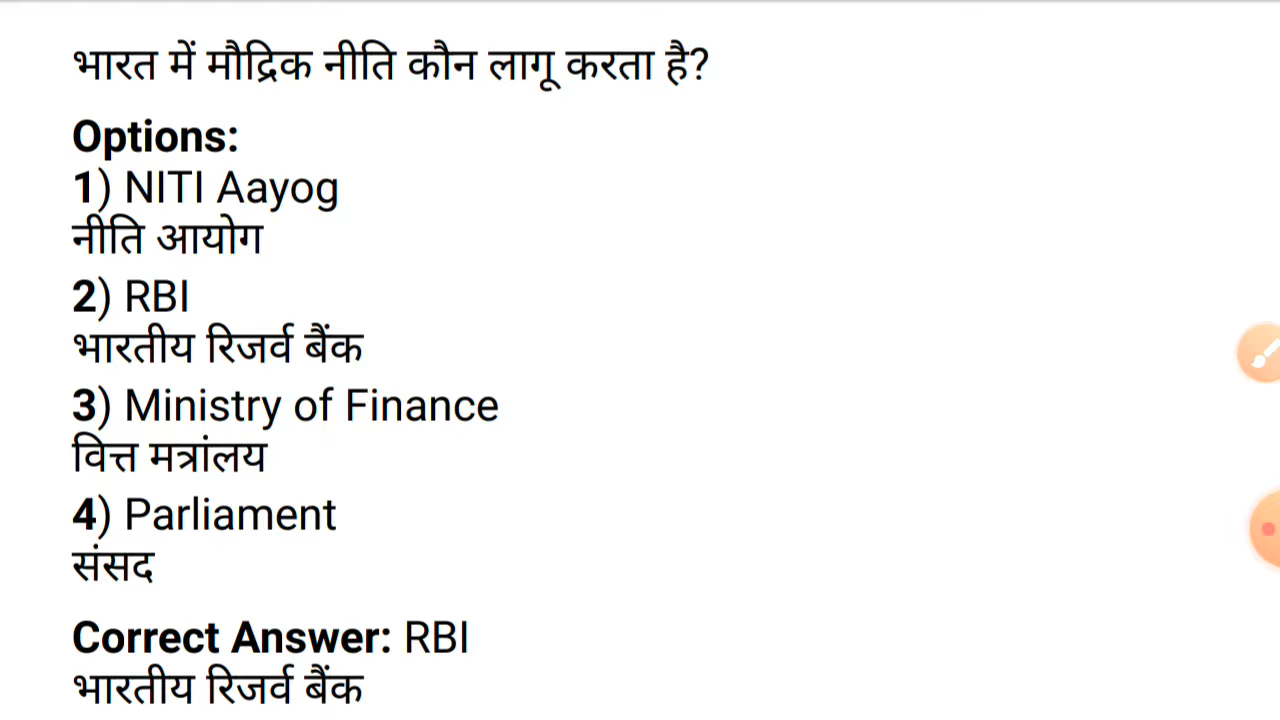 भारत में मौद्रिक नीति कौन लागू करता है?
Options:
1) NITI Aayog
नीति आयोग
2) RBI
भारतीय रिजर्व बैंक
3) Ministry of Finance
वित्त मत्रांलय
4) Parliament
संसद
Correct Answer: RBI
भारतीय रिजर्व बैंक